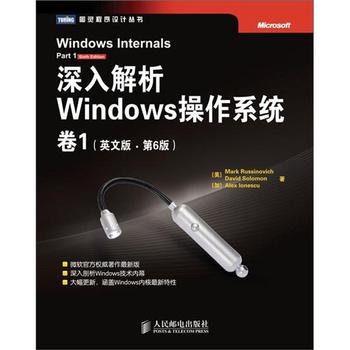 TURING 图灵程序设计丛书
Microsoft
Windows Internals
Part 1 Sixth Edition
深入解析
Windows操作系统
卷1（英文版·第6版）
[美] Mark Russinovich
David Solomon
[加] Alex Ionescu 著
微软官方权威著作最新版
深入剖析Windows技术内幕
大幅更新，涵盖Windows内核最新特性
人民邮电出版社
POSTS & TELECOM PRESS